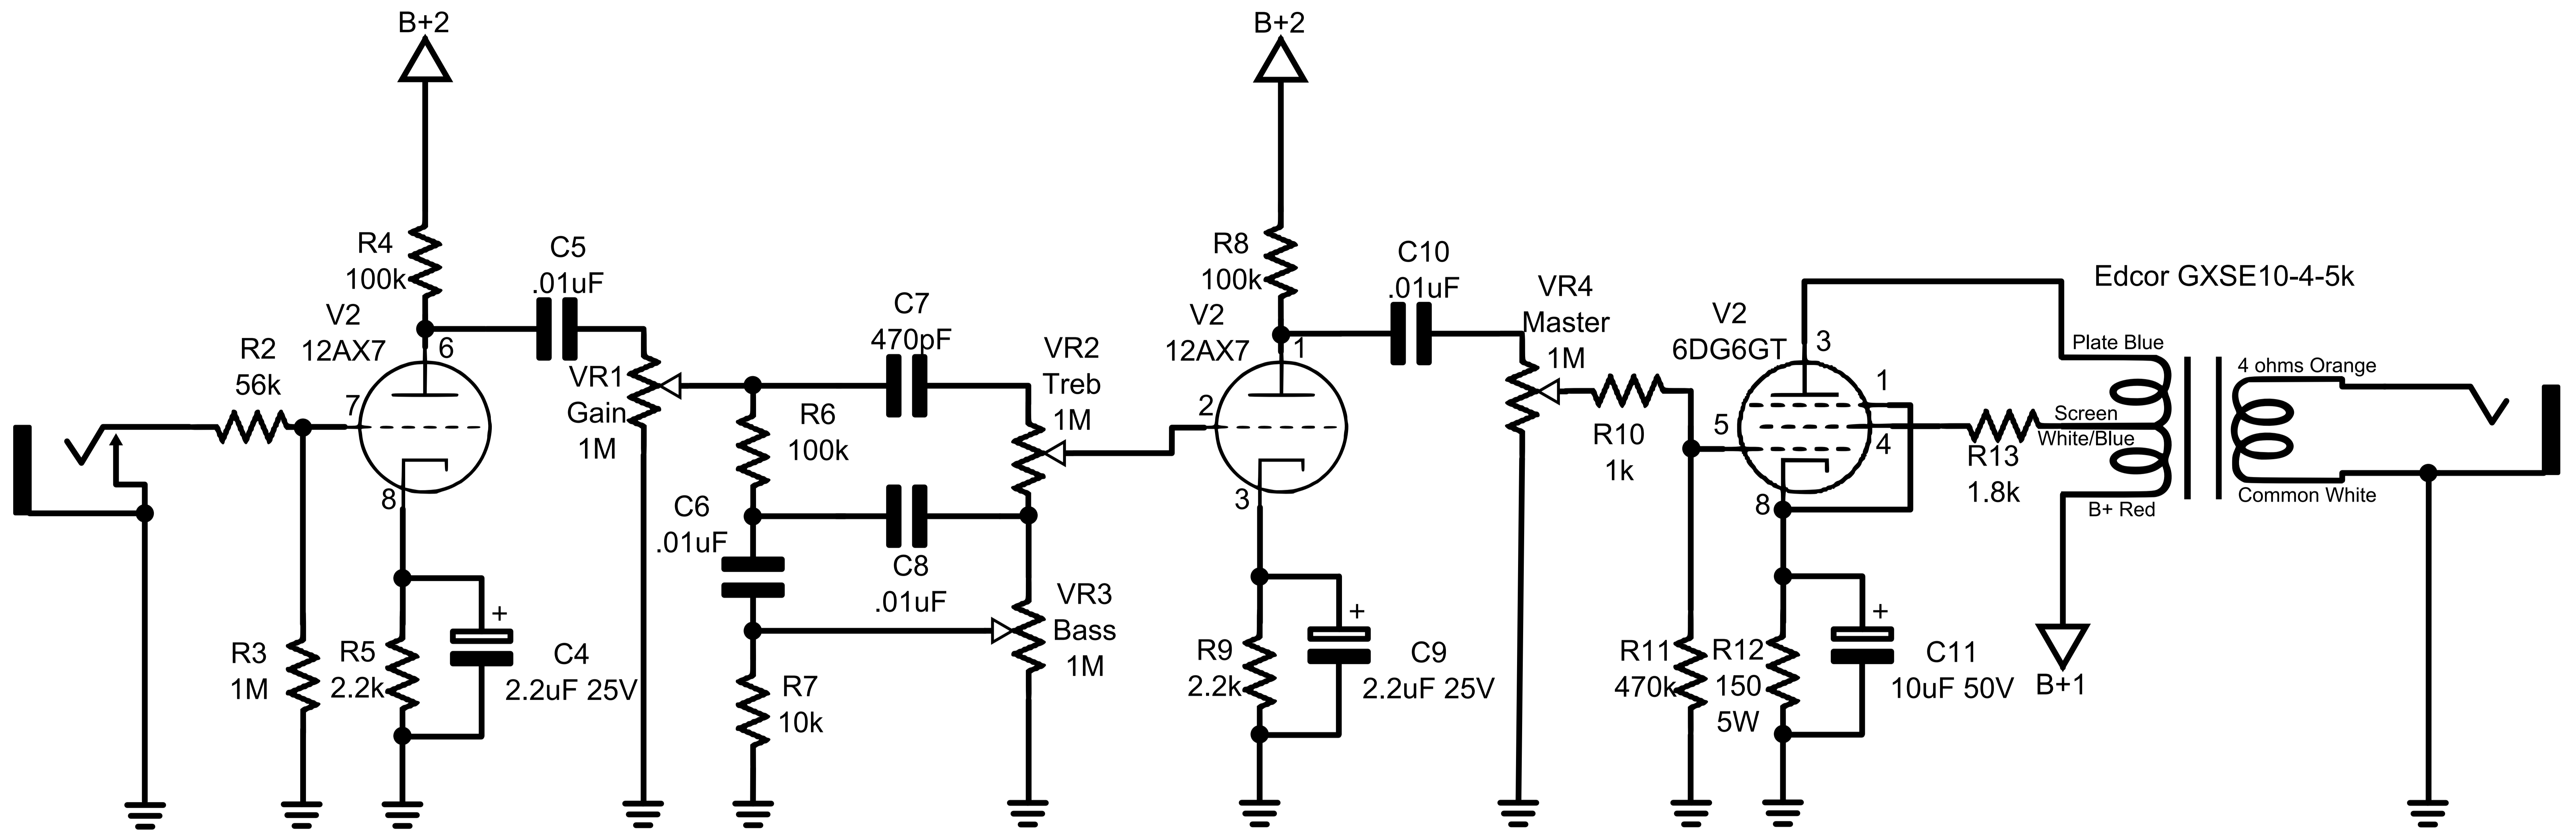 B+2
R4
100k
C5
.01uF
V2
12AX7
6
R2
56k
7
8
R3
1M
R5
2.2k
+
C4
2.2uF 25V
VR1
Gain
1M
C7
470pF
R6
100k
C6
.01uF
C8
.01uF
R7
10k
VR2
Treb
1M
VR3
Bass
1M
B+2
R8
100k
C10
.01uF
V2
12AX7
1
2
3
R9
2.2k
+
C9
2.2uF 25V
VR4
Master
1M
R10
1k
V2
6DG6GT
3
1
5
4
8
R11
470k
R12
150
5W
+
C11
10uF 50V
R13
1.8k
Edcor GXSE10-4-5k
Plate Blue
Screen
White/Blue
B+ Red
B+1
4 ohms Orange
Common White